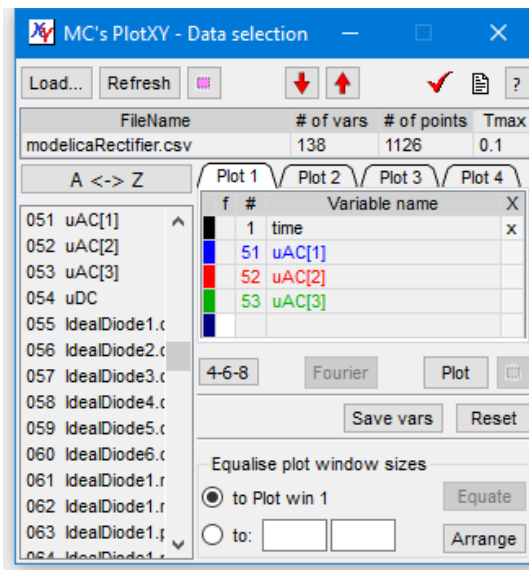 MC's PlotXY - Data selection
Load... Refresh ?
FileName # of vars # of points Tmax
modelicaRectifier.csv 138 1126 0.1
A <-> Z
051 uAC[1]
052 uAC[2]
053 uAC[3]
054 uDC
055 IdealDiode1.
056 IdealDiode2.
057 IdealDiode3.
058 IdealDiode4.
059 IdealDiode5.
060 IdealDiode6.
061 IdealDiode1.
062 IdealDiode1.
063 IdealDiode1.
064 IdealDiode1.
Plot 1 Plot 2 Plot 3 Plot 4
f # Variable name X
1 time x
51 uAC[1]
52 uAC[2]
53 uAC[3]
4-6-8 Fourier Plot
Save vars Reset
Equalise plot window sizes
to Plot win 1 Equate
to: Arrange